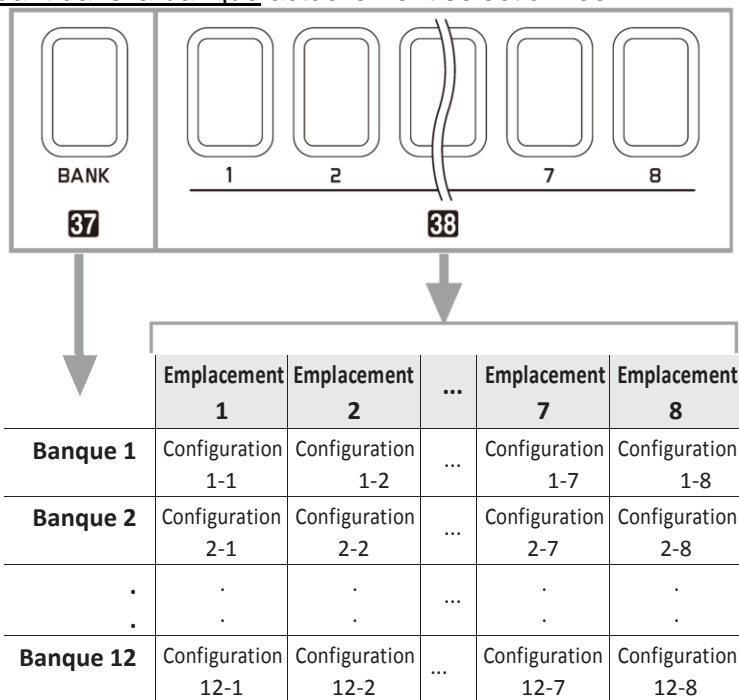 BANK 1 2 7 8
37 38
Emplacement Emplacement ... Emplacement Emplacement
1 2 7 8
Banque 1 Configuration Configuration ... Configuration Configuration
1-1 1-2 1-7 1-8
Banque 2 Configuration Configuration ... Configuration Configuration
2-1 2-2 2-7 2-8
. . . ... . .
. . . . .
Banque 12 Configuration Configuration ... Configuration Configuration
12-1 12-2 12-7 12-8